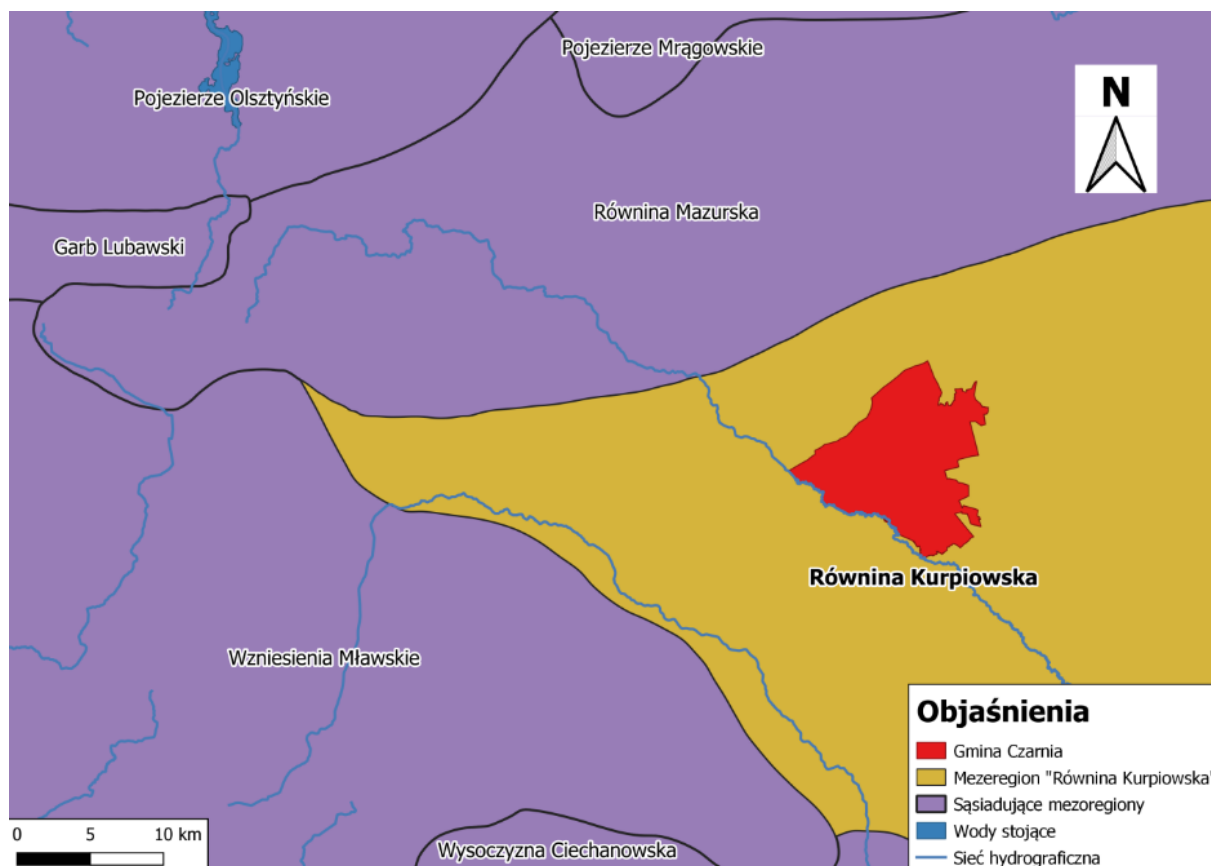 Pojezierze Mrągowskie
Pojezierze Olsztyńskie
N
Równina Mazurska
Garb Lubawski
Równina Kurpiowska
Wzniesienia Mławskie
Wysoczyzna Ciechanowska
0 5 10 km
Objaśnienia
Gmina Czarnia
Mezeregion "Równina Kurpiowska"
Sąsiadujące mezoregiony
Wody stojące
Sieć hydrograficzna